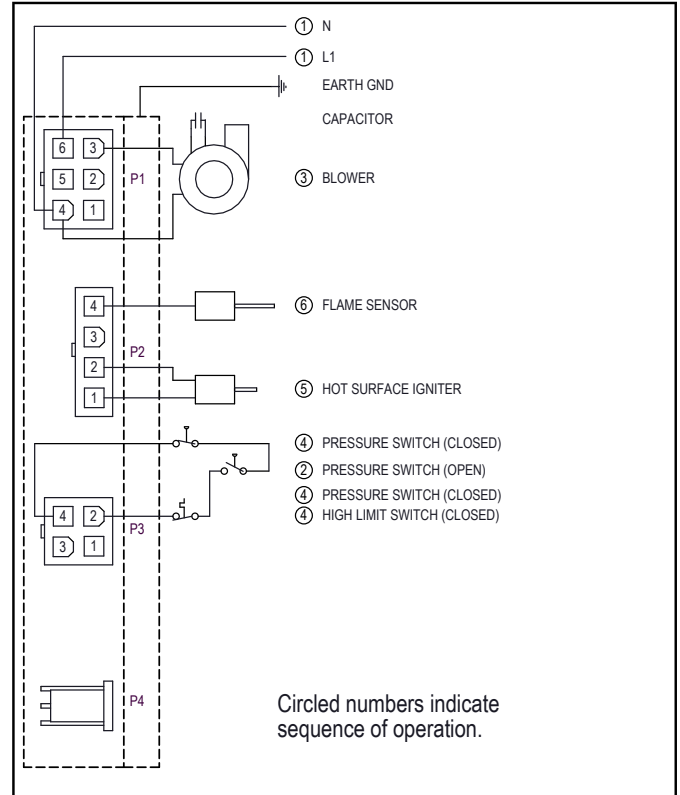 ① N
① L1
EARTH GND
CAPACITOR
6 3
5 2 P1
③ BLOWER
4 1
4
⑥ FLAME SENSOR
3
P2
2
⑤ HOT SURFACE IGNITER
1
④ PRESSURE SWITCH (CLOSED)
② PRESSURE SWITCH (OPEN)
④ PRESSURE SWITCH (CLOSED)
④ HIGH LIMIT SWITCH (CLOSED)
4 2 P3
3 1
P4
Circled numbers indicate
sequence of operation.